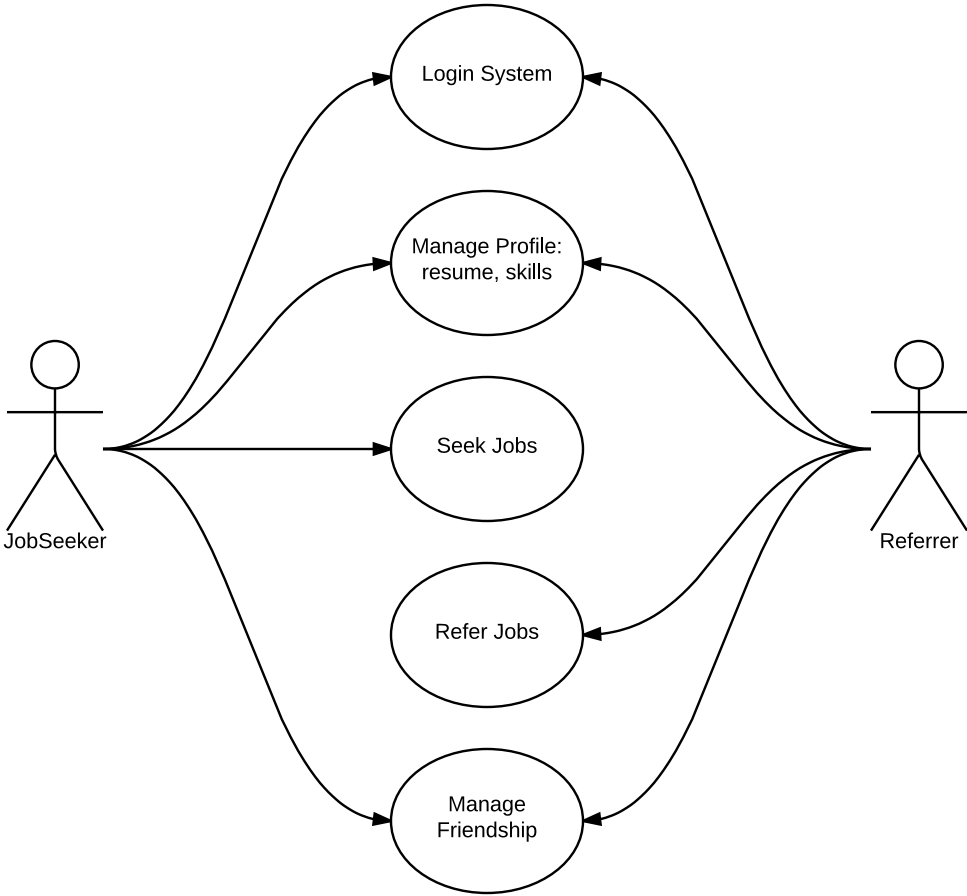 Login System
Manage Profile:
resume, skills
Seek Jobs
JobSeeker
Referrer
Refer Jobs
Manage
Friendship